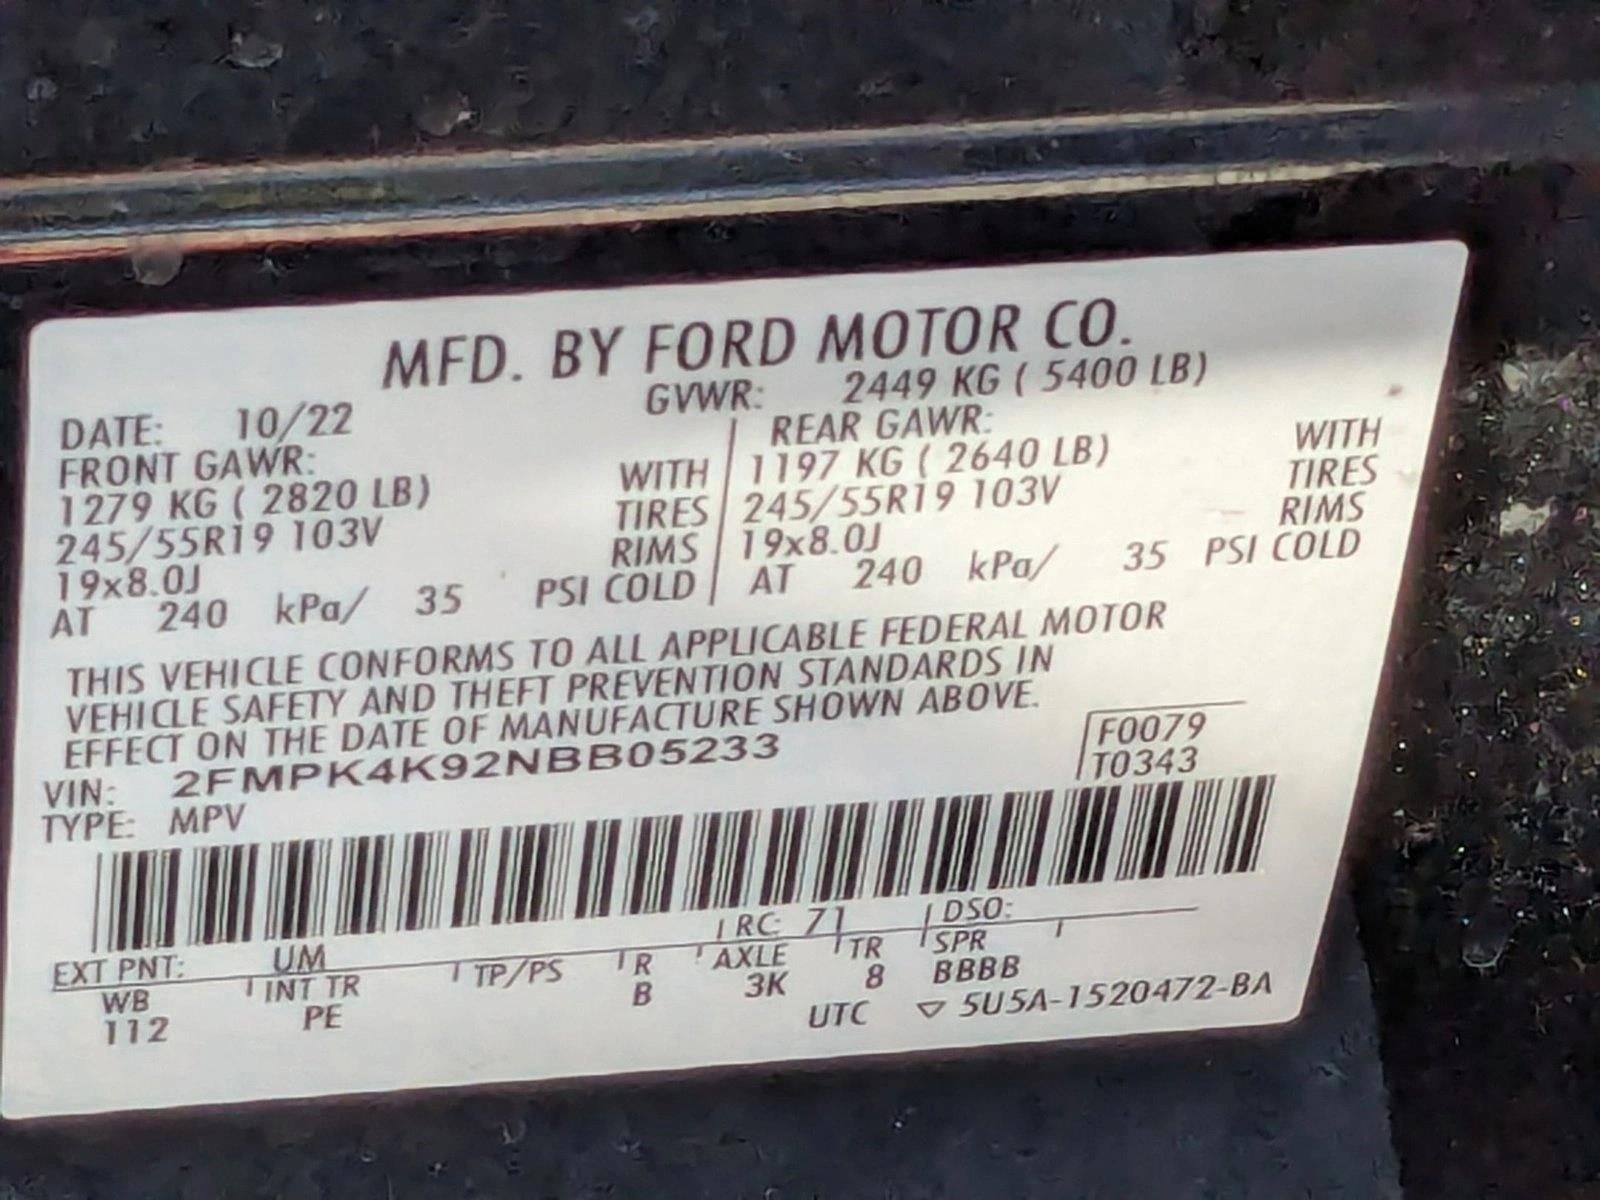 MFD. BY FORD MOTOR CO.
DATE: 10/22 GVWR: 2449 KG ( 5400 LB)
FRONT GAWR: REAR GAWR:
1279 KG ( 2820 LB) WITH 1197 KG ( 2640 LB) WITH
245/55R19 103V TIRES 245/55R19 103V TIRES
19x8.0J RIMS 19x8.0J RIMS
AT 240 kPa/ 35 PSI COLD AT 240 kPa/ 35 PSI COLD
THIS VEHICLE CONFORMS TO ALL APPLICABLE FEDERAL MOTOR
VEHICLE SAFETY AND THEFT PREVENTION STANDARDS IN
EFFECT ON THE DATE OF MANUFACTURE SHOWN ABOVE.
VIN: 2FMPK4K92NBB05233 F0079
TYPE: MPV T0343
EXT PNT: UM RC: 71 DSO:
WB INT TR TP/PS R AXLE TR SPR
112 PE B 3K 8 BBBB
UTC ▽ 5U5A-1520472-BA